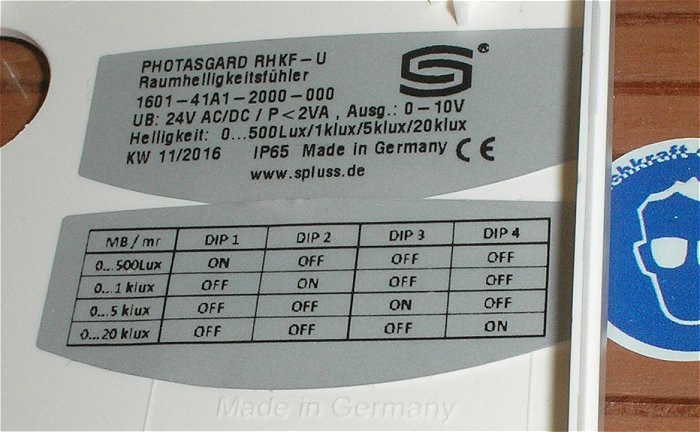 PHOTASGARD RHKF-U
Raumhelligkeitsfühler
1601-41A1-2000-000
UB: 24V AC/DC / P<2VA, Ausg.: 0-10V
Helligkeit: 0...500Lux/1klux/5klux/20klux
KW 11/2016 IP65 Made in Germany CE
www.spluss.de
S ®
MB / mr DIP 1 DIP 2 DIP 3 DIP 4
0...500Lux ON OFF OFF OFF
0...1 klux OFF ON OFF OFF
0...5 klux OFF OFF ON OFF
0...20 klux OFF OFF OFF ON
Made in Germany